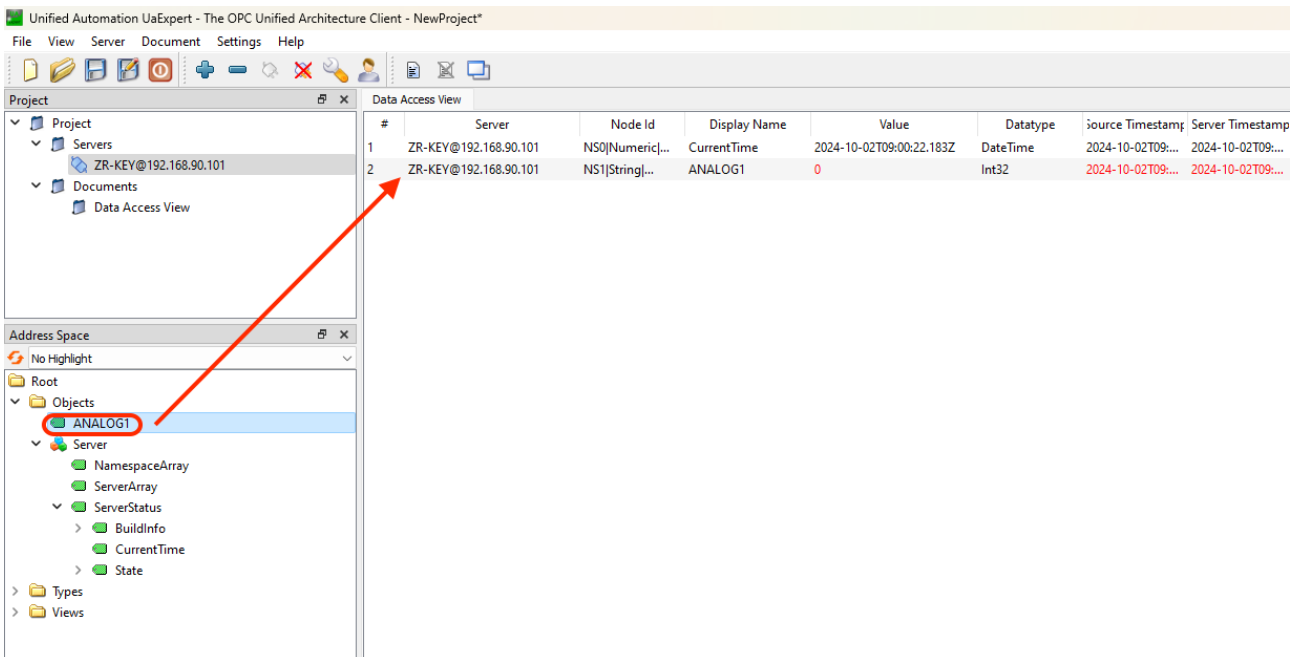 Unified Automation UaExpert - The OPC Unified Architecture Client - NewProject*
File View Server Document Settings Help
Project
Project
Servers
ZR-KEY@192.168.90.101
Documents
Data Access View
Address Space
No Highlight
Root
Objects
ANALOG1
Server
NamespaceArray
ServerArray
ServerStatus
BuildInfo
CurrentTime
State
Types
Views
Data Access View
# Server Node Id Display Name Value Datatype Source Timestamp Server Timestamp
1 ZR-KEY@192.168.90.101 NS0|Numeric|... CurrentTime 2024-10-02T09:00:22.183Z DateTime 2024-10-02T09:... 2024-10-02T09:...
2 ZR-KEY@192.168.90.101 NS1|String|... ANALOG1 0 Int32 2024-10-02T09:... 2024-10-02T09:...